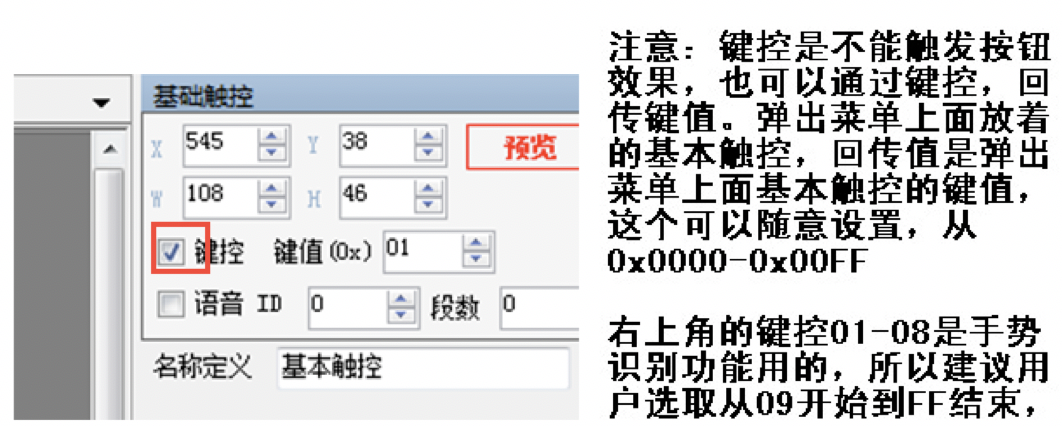 基础触控
X 545 Y 38 预览
W 108 H 46
键控 键值(0x) 01
语音 ID 0 段数 0
名称定义 基本触控
注意：键控是不能触发按钮
效果，也可以通过键控，回
传键值。弹出菜单上面放着
的基本触控，回传值是弹出
菜单上面基本触控的键值，
这个可以随意设置，从
0x0000-0x00FF
右上角的键控01-08是手势
识别功能用的，所以建议用
户选取从09开始到FF结束，